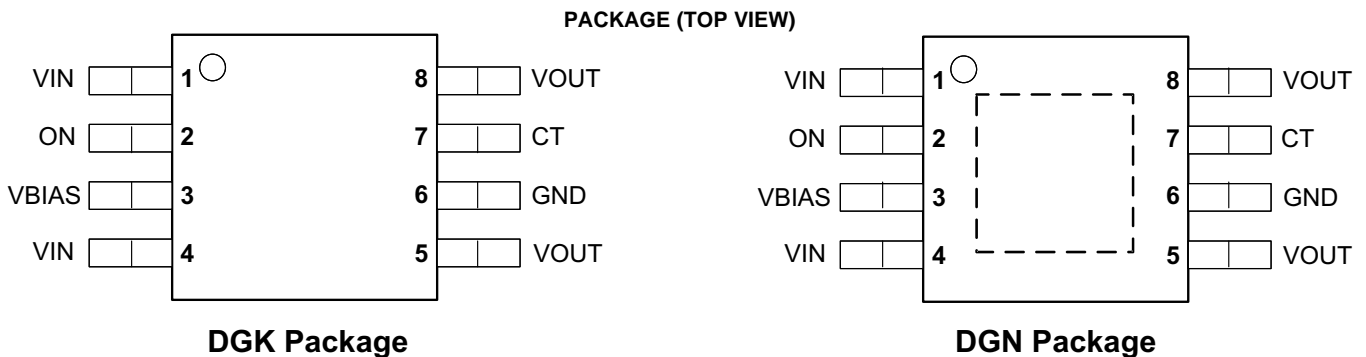 PACKAGE (TOP VIEW)
VIN 1 8 VOUT
ON 2 7 CT
VBIAS 3 6 GND
VIN 4 5 VOUT
DGK Package
VIN 1 8 VOUT
ON 2 7 CT
VBIAS 3 6 GND
VIN 4 5 VOUT
DGN Package